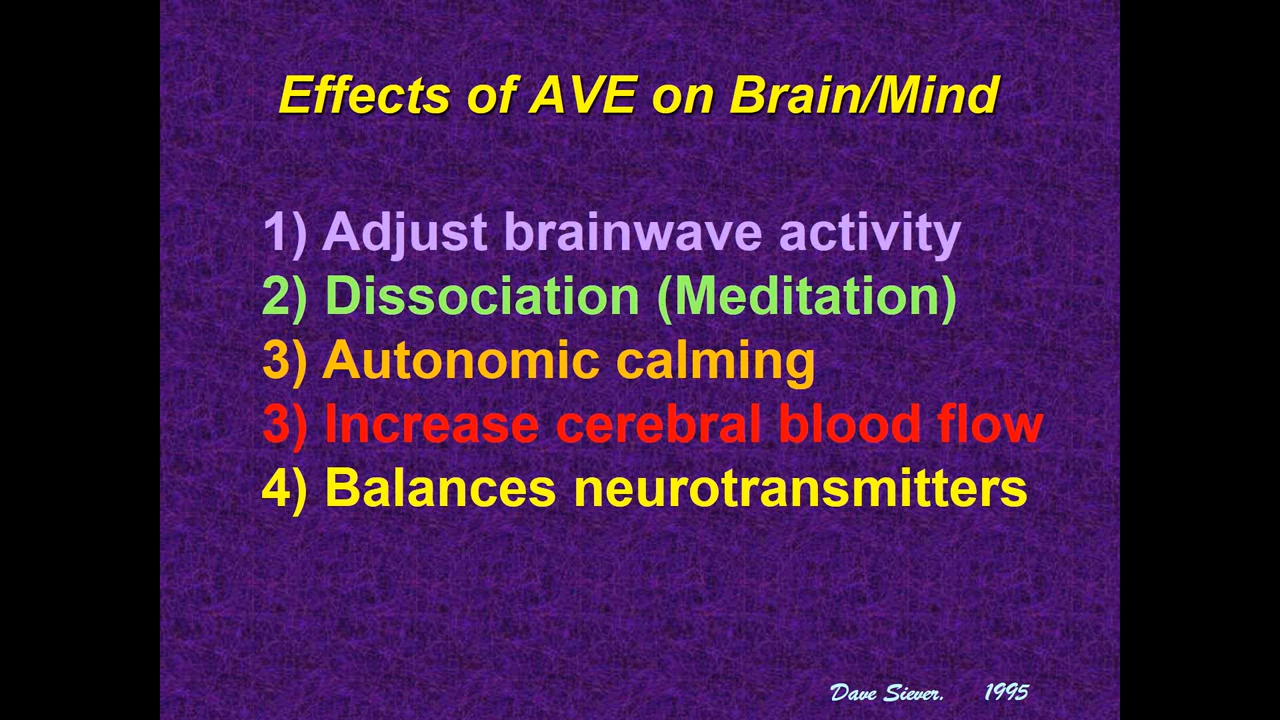 Effects of AVE on Brain/Mind
1) Adjust brainwave activity
2) Dissociation (Meditation)
3) Autonomic calming
3) Increase cerebral blood flow
4) Balances neurotransmitters
Dave Siever. 1995